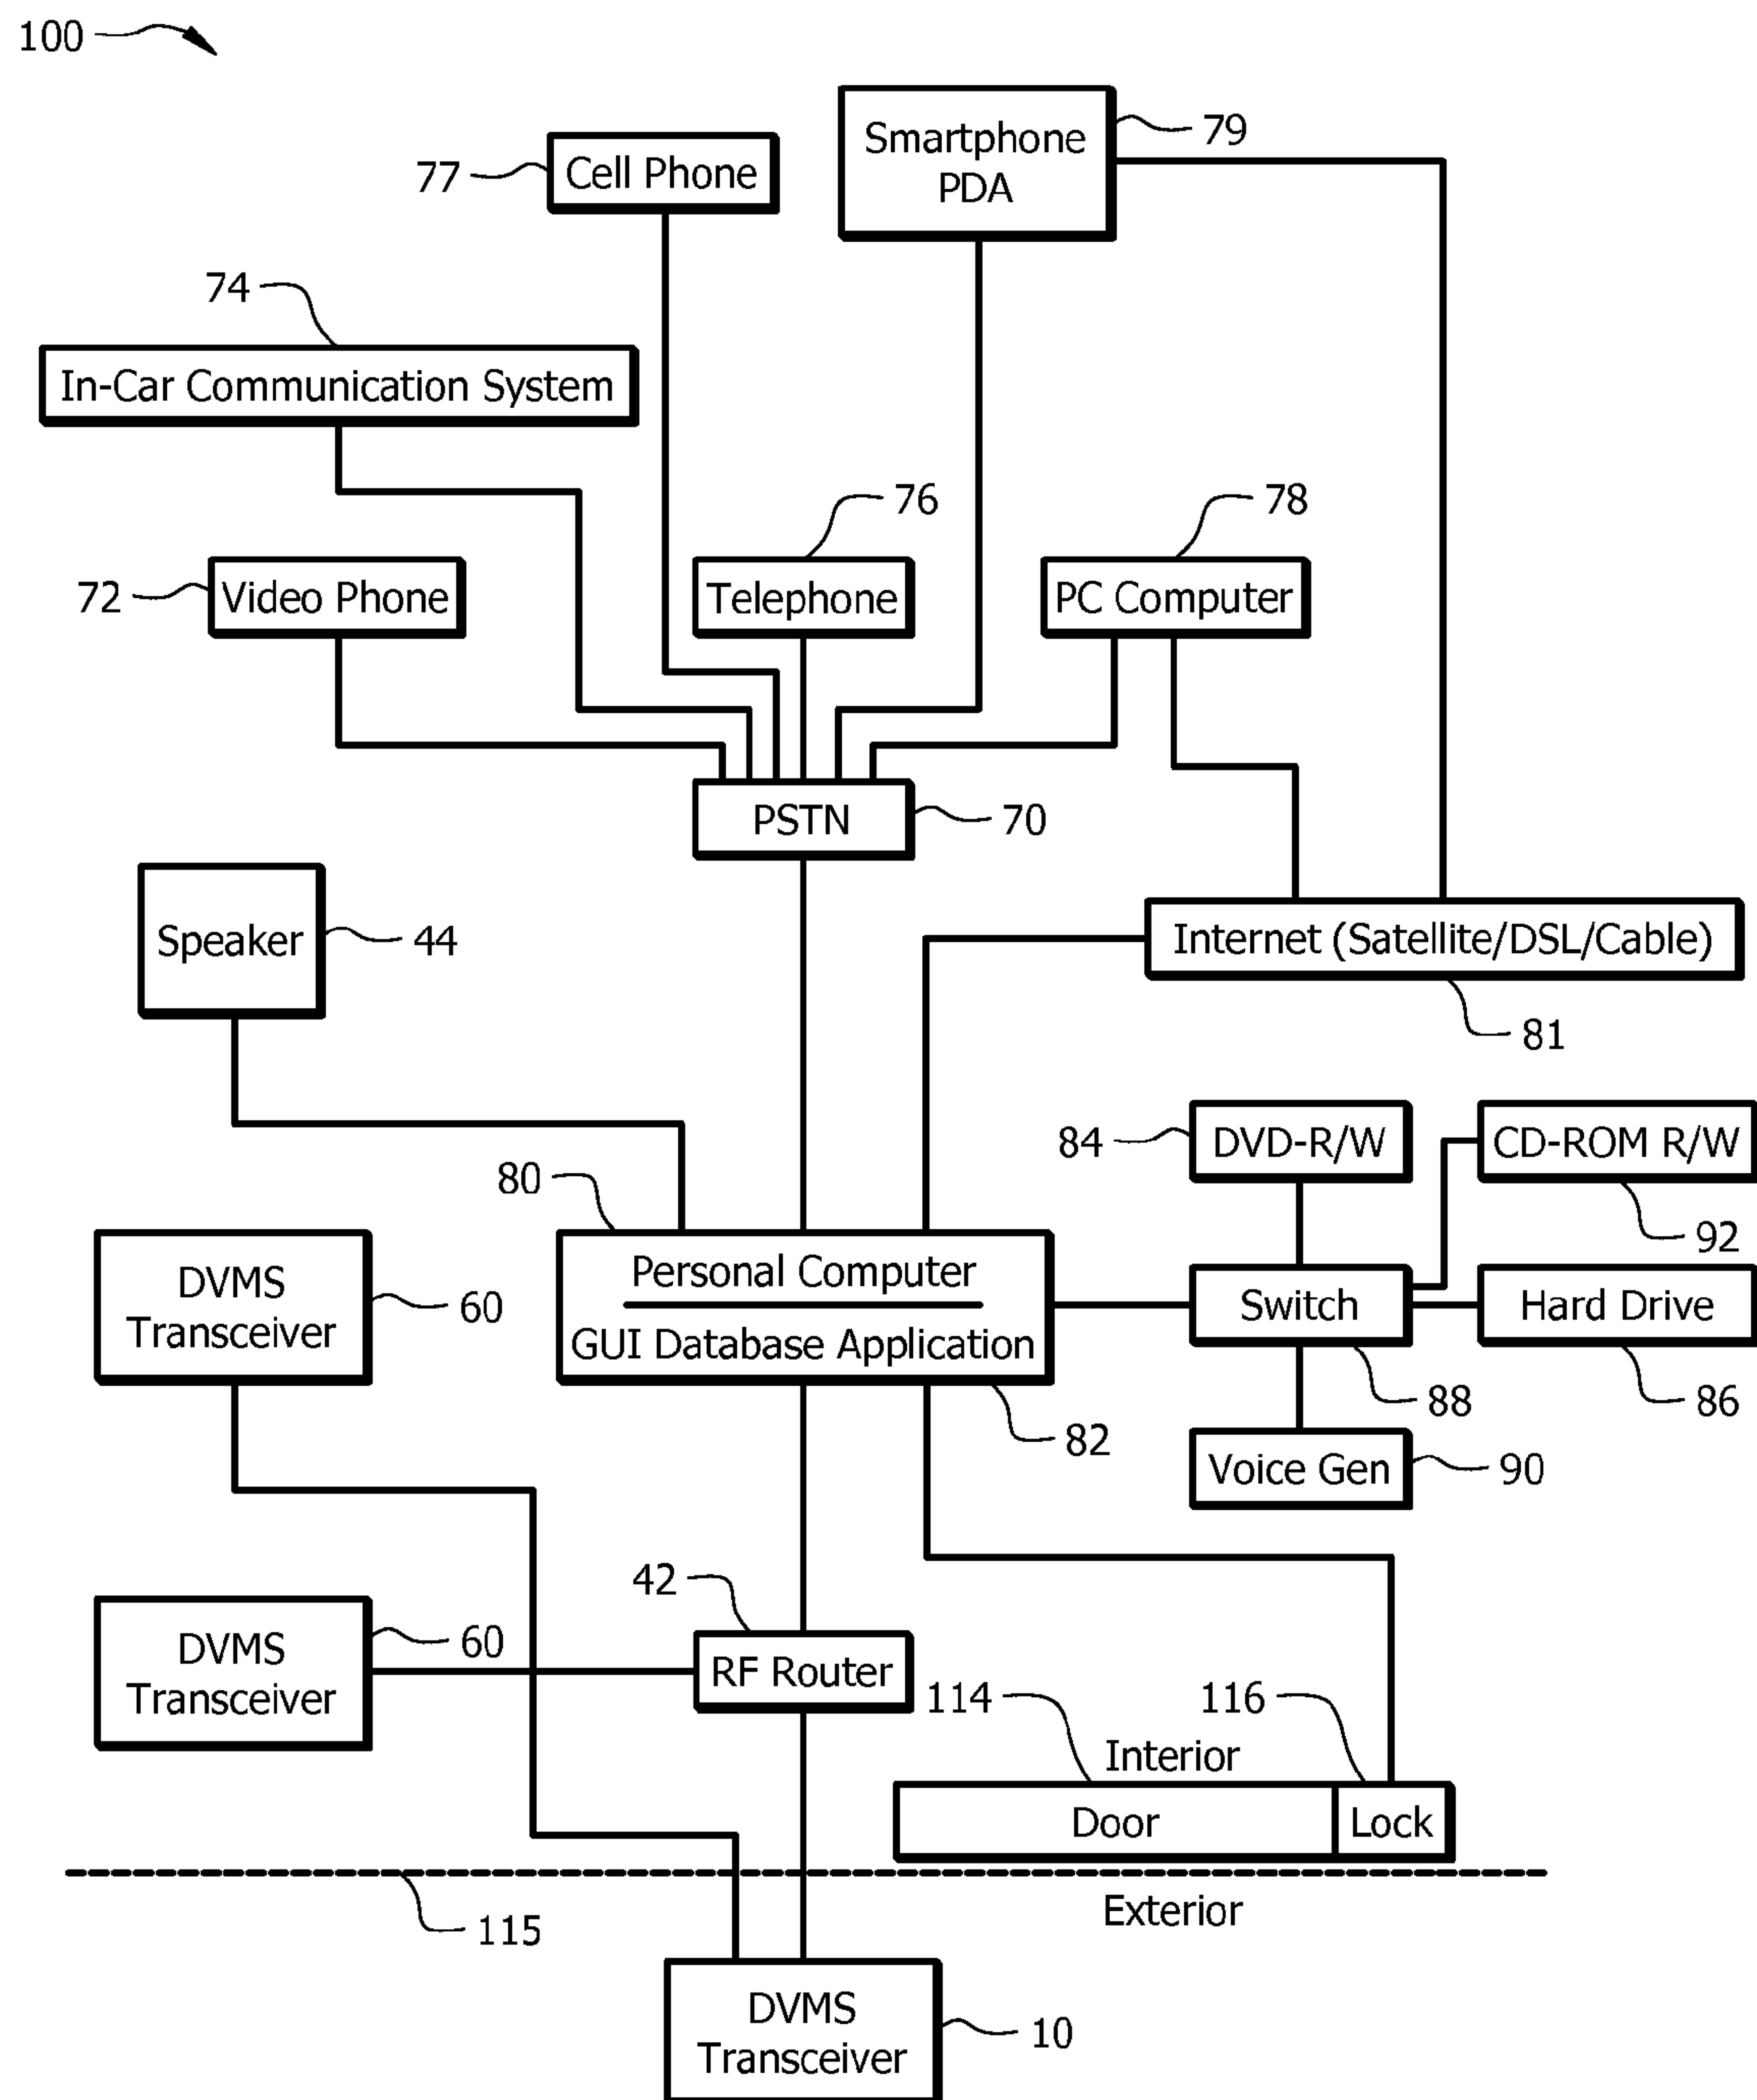 100
79
Smartphone
PDA
77
Cell Phone
74
In-Car Communication System
76
78
72
Video Phone
Telephone
PC Computer
PSTN
70
Speaker
44
Internet (Satellite/DSL/Cable)
81
84
DVD-R/W
CD-ROM R/W
92
80
Personal Computer
GUI Database Application
82
DVMS
Transceiver
60
Switch
88
Hard Drive
86
Voice Gen
90
42
DVMS
Transceiver
60
RF Router
114
116
Interior
Door
Lock
115
Exterior
DVMS
Transceiver
10